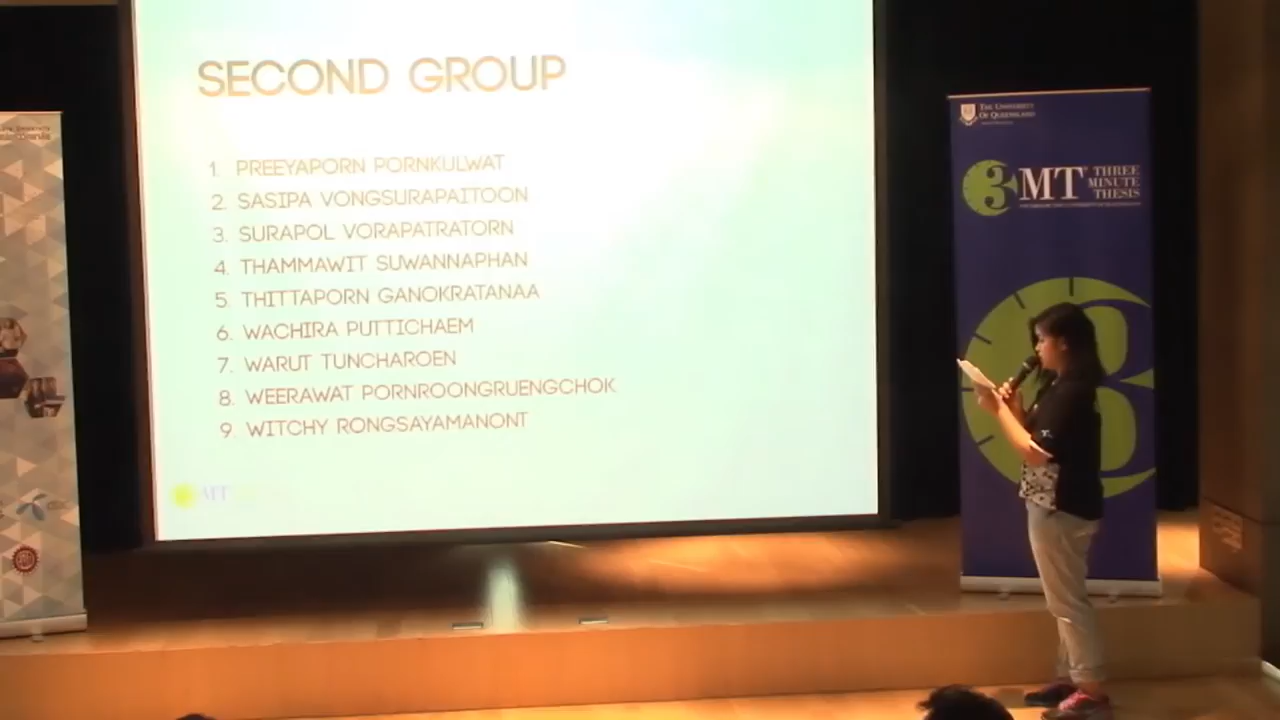 SECOND GROUP
1. PREEYAPORN PORNKULWAT
2. SASIPA VONGSURAPAITOON
3. SURAPOL VORAPATRATORN
4. THAMMAWIT SUWANNAPHAN
5. THITTAPORN GANOKRATANAA
6. WACHIRA PUTTICHAEM
7. WARUT TUNCHAROEN
8. WEERAWAT PORNROONGRUENGCHOK
9. WITCHY RONGSAYAMANONT
THE UNIVERSITY
OF QUEENSLAND
3MT THREE
MINUTE
THESIS